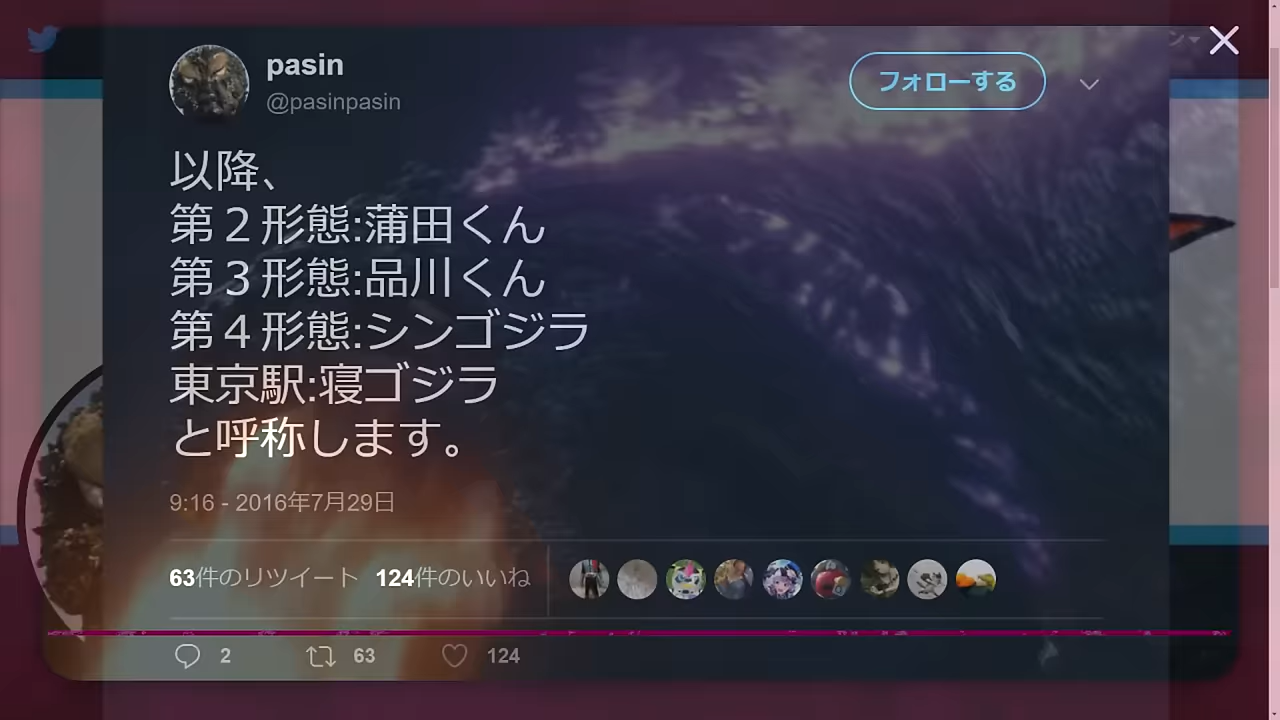 pasin
@pasinpasin
フォローする
以降、
第２形態:蒲田くん
第３形態:品川くん
第４形態:シンゴジラ
東京駅:寝ゴジラ
と呼称します。
9:16 - 2016年7月29日
63件のリツイート 124件のいいね
2 63 124